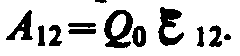 A₁₂=Q₀ ℰ ₁₂.